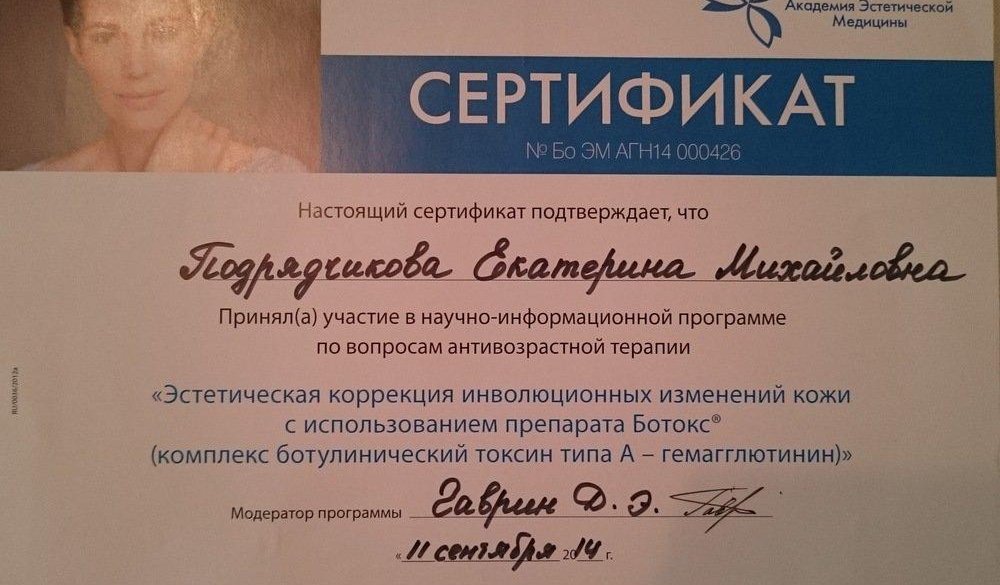 Академия Эстетической
Медицины
СЕРТИФИКАТ
№ Бо ЭМ АГН14 000426
Настоящий сертификат подтверждает, что
Подрядчикова Екатерина Михайловна
Принял(а) участие в научно-информационной программе
по вопросам антивозрастной терапии
«Эстетическая коррекция инволюционных изменений кожи
с использованием препарата Ботокс®
(комплекс ботулинический токсин типа А – гемагглютинин)»
Модератор программы Гаврин Д. Э.
«11 сентября 2014 г.